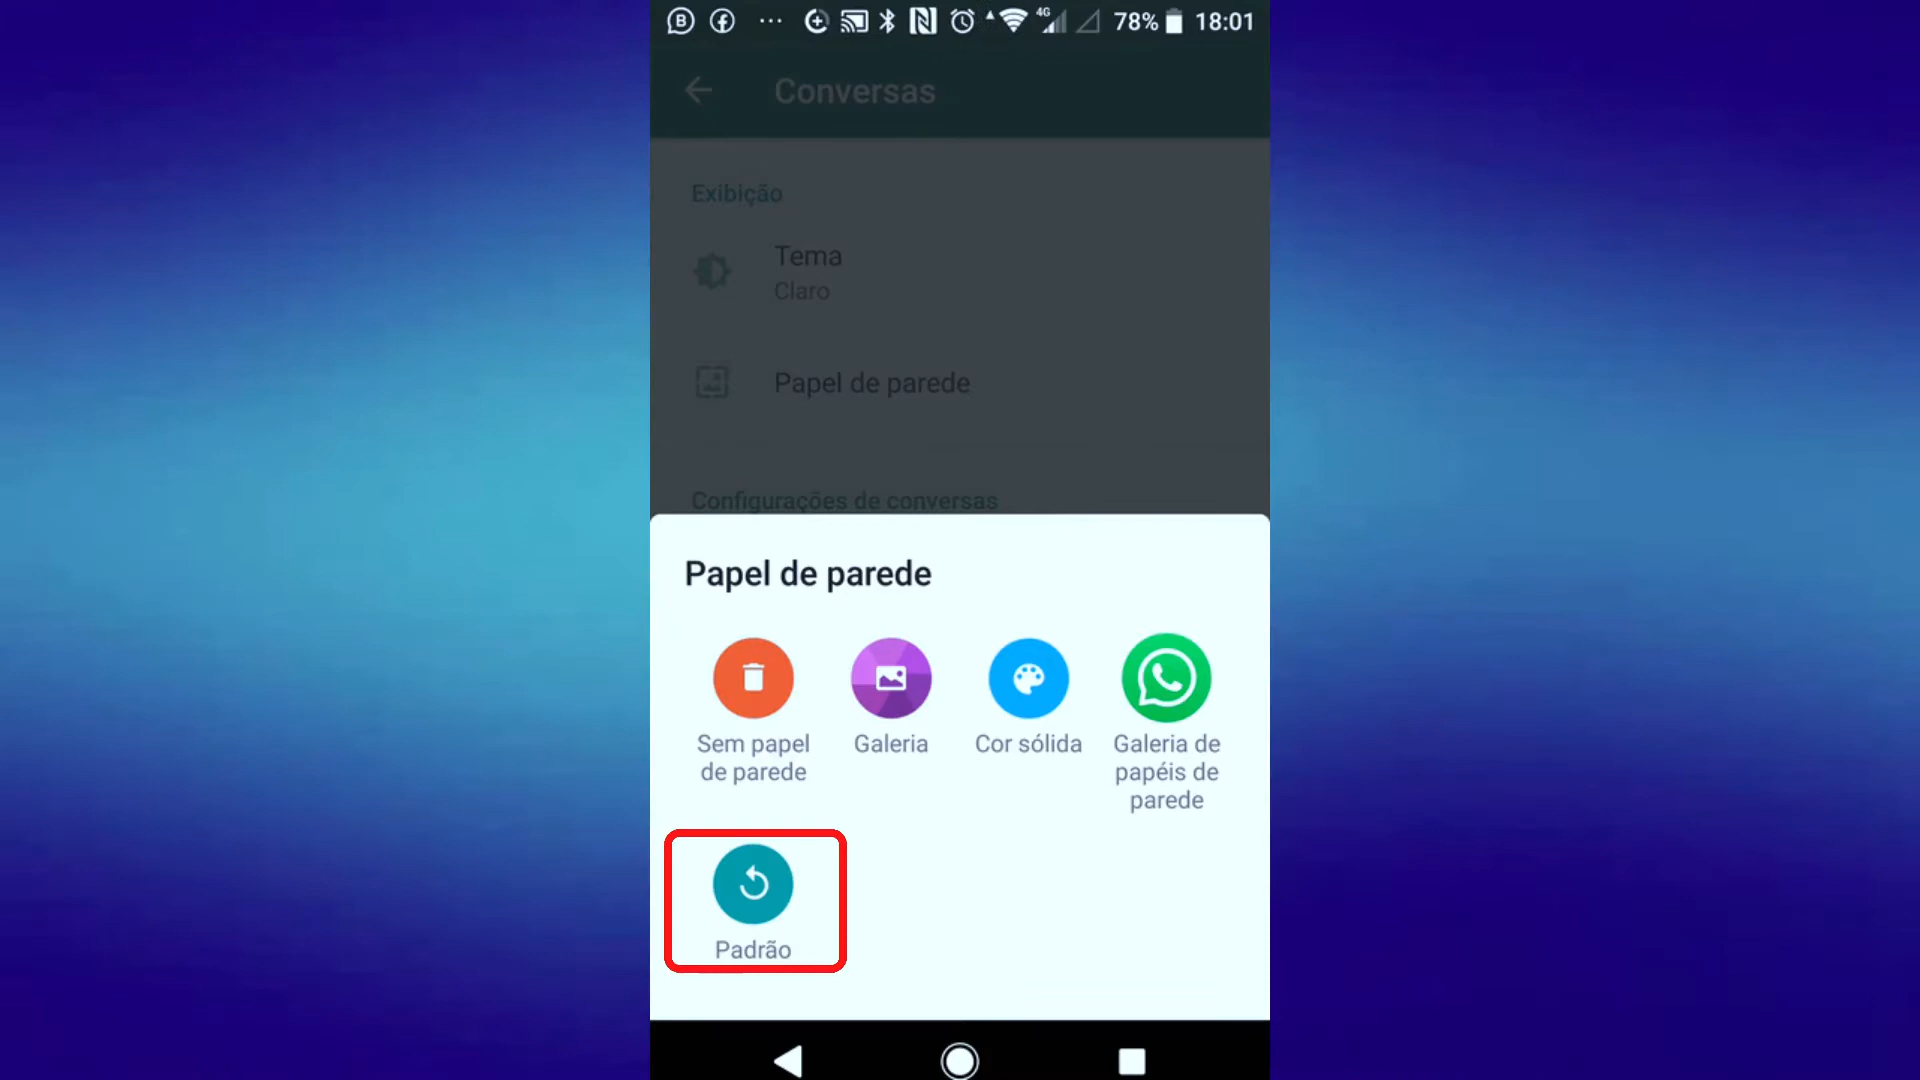 4G 78% 18:01
Conversas
Exibição
Tema
Claro
Papel de parede
Configurações de conversas
Papel de parede
Sem papel
de parede
Galeria
Cor sólida
Galeria de
papéis de
parede
Padrão